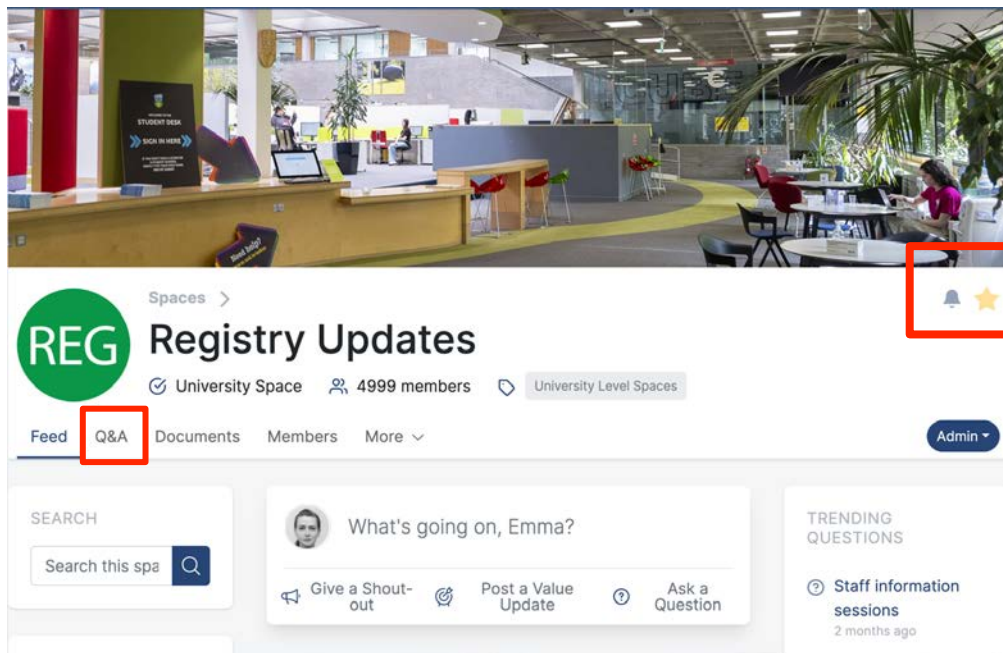 STUDENT DESK
SIGN IN HERE
Need help?
Spaces >
REG
Registry Updates
University Space 4999 members University Level Spaces
Feed Q&A Documents Members More
Admin
SEARCH
Search this spa
What's going on, Emma?
Give a Shout-
out
Post a Value
Update
Ask a
Question
TRENDING
QUESTIONS
Staff information
sessions
2 months ago